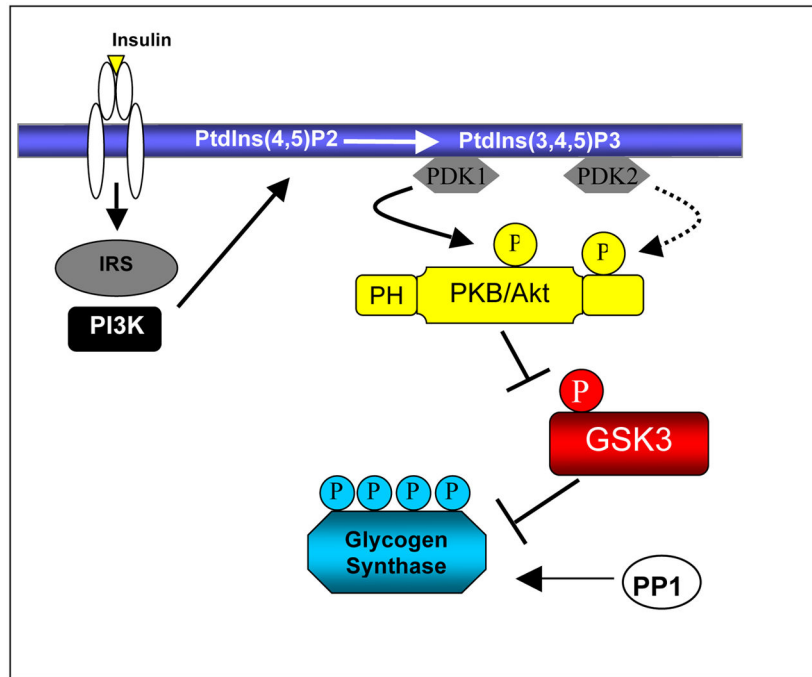 Insulin
PtdIns(4,5)P2
PtdIns(3,4,5)P3
PDK1
PDK2
IRS
PI3K
P
P
PH
PKB/Akt
P
GSK3
P
P
P
P
Glycogen
Synthase
PP1